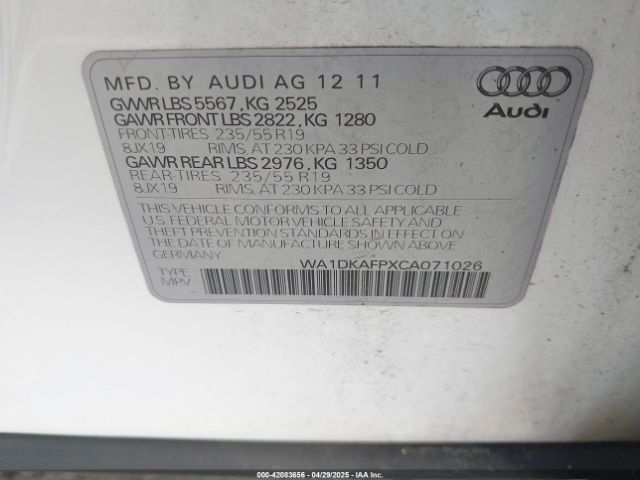 MFD. BY AUDI AG 12 11
GVWR LBS 5567, KG 2525
GAWR FRONT LBS 2822, KG 1280
FRONT-TIRES 235/55 R19
8JX19 RIMS, AT 230 KPA 33 PSI COLD
GAWR REAR LBS 2976, KG 1350
REAR-TIRES 235/55 R19
8JX19 RIMS, AT 230 KPA 33 PSI COLD
Audi
THIS VEHICLE CONFORMS TO ALL APPLICABLE
U.S. FEDERAL MOTOR VEHICLE SAFETY AND
THEFT PREVENTION STANDARDS IN EFFECT ON
THE DATE OF MANUFACTURE SHOWN ABOVE
GERMANY
WA1DKAFPXCA071026
TYPE
MPV
000-42083656 | 04/29/2025 | IAA Inc.